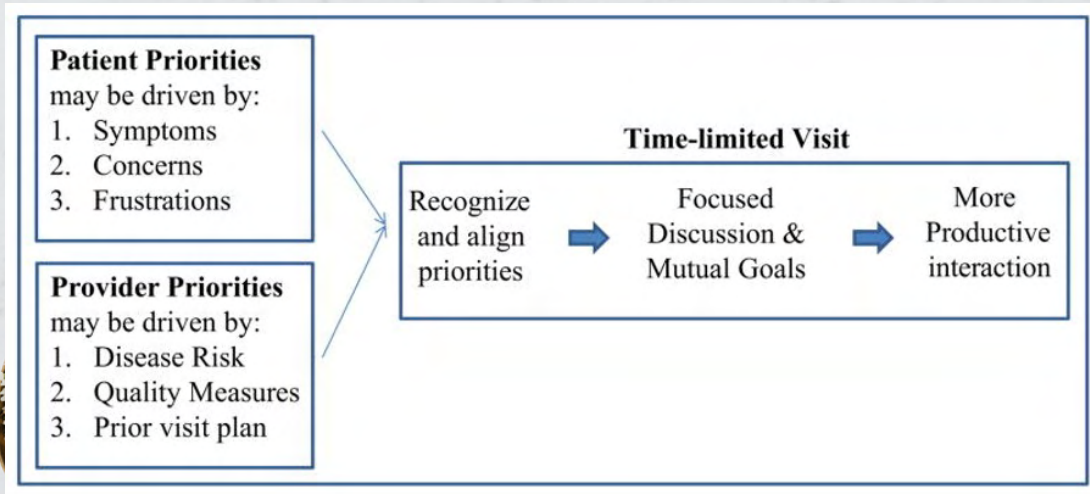 Patient Priorities
may be driven by:
1. Symptoms
2. Concerns
3. Frustrations
Provider Priorities
may be driven by:
1. Disease Risk
2. Quality Measures
3. Prior visit plan
Time-limited Visit
Recognize
and align
priorities
Focused
Discussion &
Mutual Goals
More
Productive
interaction